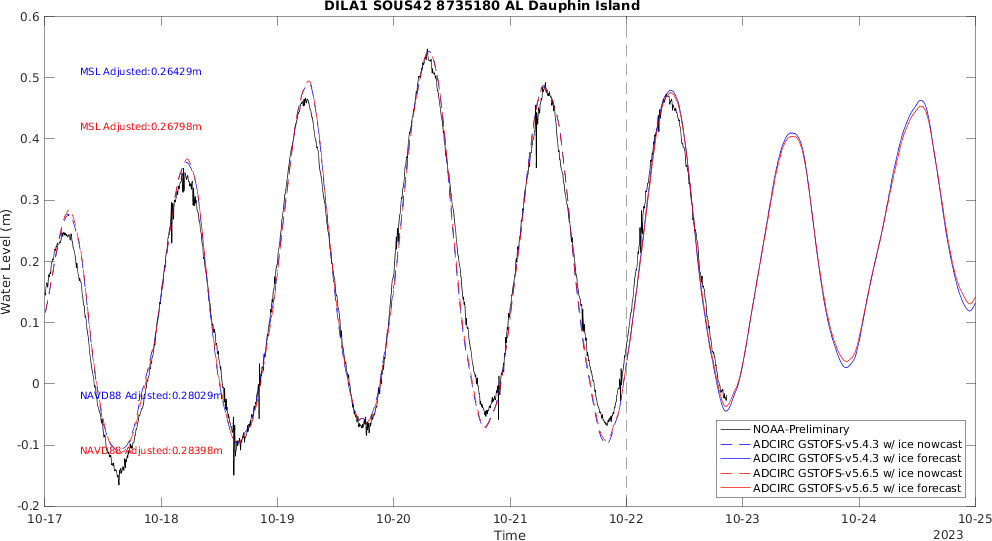 DILA1 SOUS42 8735180 AL Dauphin Island
0.6
0.5
0.4
0.3
0.2
0.1
0
-0.1
-0.2
Water Level (m)
MSL Adjusted:0.26429m
MSL Adjusted:0.26798m
NAVD88 Adjusted:0.28029m
NAVD88 Adjusted:0.28398m
NOAA-Preliminary
ADCIRC GSTOFS-v5.4.3 w/ ice nowcast
ADCIRC GSTOFS-v5.4.3 w/ ice forecast
ADCIRC GSTOFS-v5.6.5 w/ ice nowcast
ADCIRC GSTOFS-v5.6.5 w/ ice forecast
10-17 10-18 10-19 10-20 10-21 10-22 10-23 10-24 10-25
Time
2023